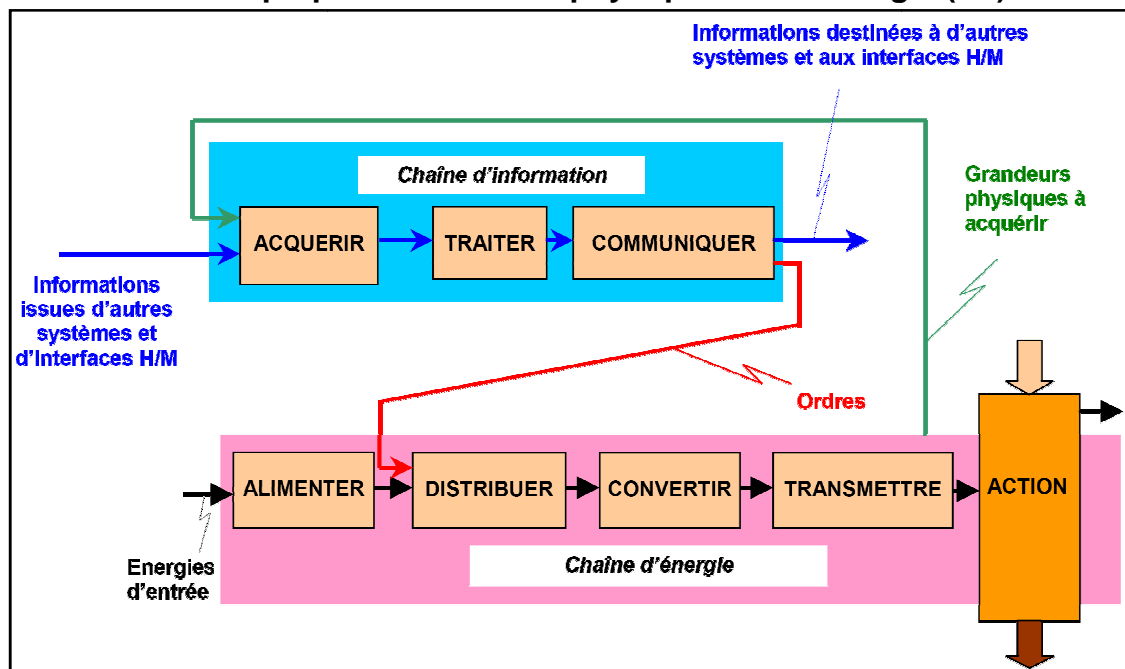 Informations destinées à d'autres
systèmes et aux interfaces H/M
Chaîne d'information
Grandeurs
physiques à
acquérir
ACQUERIR
TRAITER
COMMUNIQUER
Informations
issues d'autres
systèmes et
d'interfaces H/M
Ordres
ALIMENTER
DISTRIBUER
CONVERTIR
TRANSMETTRE
ACTION
Energies
d'entrée
Chaîne d'énergie